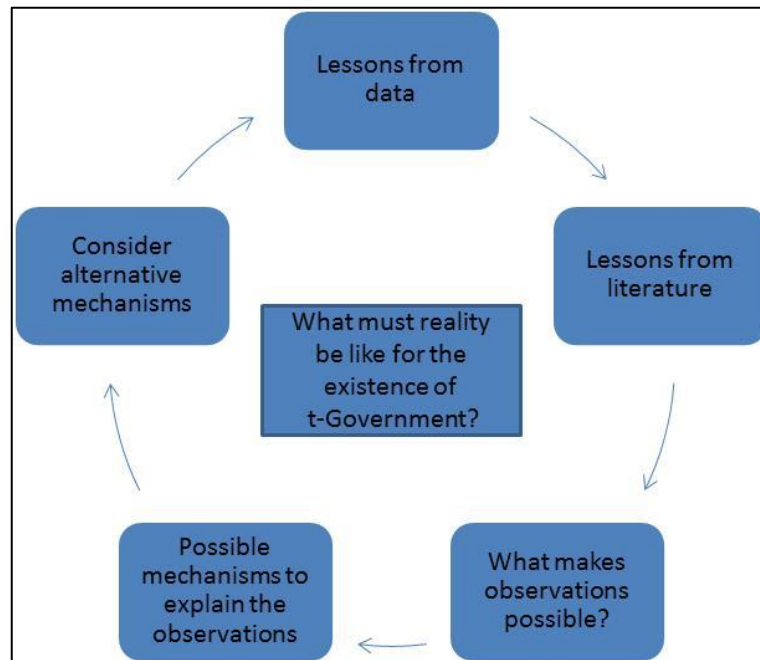 Lessons from
data
Lessons from
literature
What makes
observations
possible?
Possible
mechanisms to
explain the
observations
Consider
alternative
mechanisms
What must reality
be like for the
existence of
t-Government?